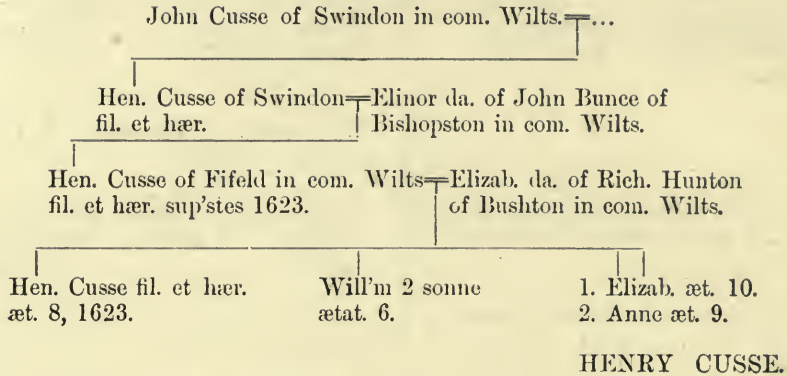 John Cusse of Swindon in com. Wilts.=...
Hen. Cusse of Swindon=Elinor da. of John Bunce of
fil. et hær. Bishopston in com. Wilts.
Hen. Cusse of Fifeld in com. Wilts=Elizab. da. of Rich. Hunton
fil. et hær. sup'stes 1623. of Bushton in com. Wilts.
Hen. Cusse fil. et hær. Will'm 2 sonne 1. Elizab. æt. 10.
æt. 8, 1623. ætat. 6. 2. Anne æt. 9.
HENRY CUSSE.